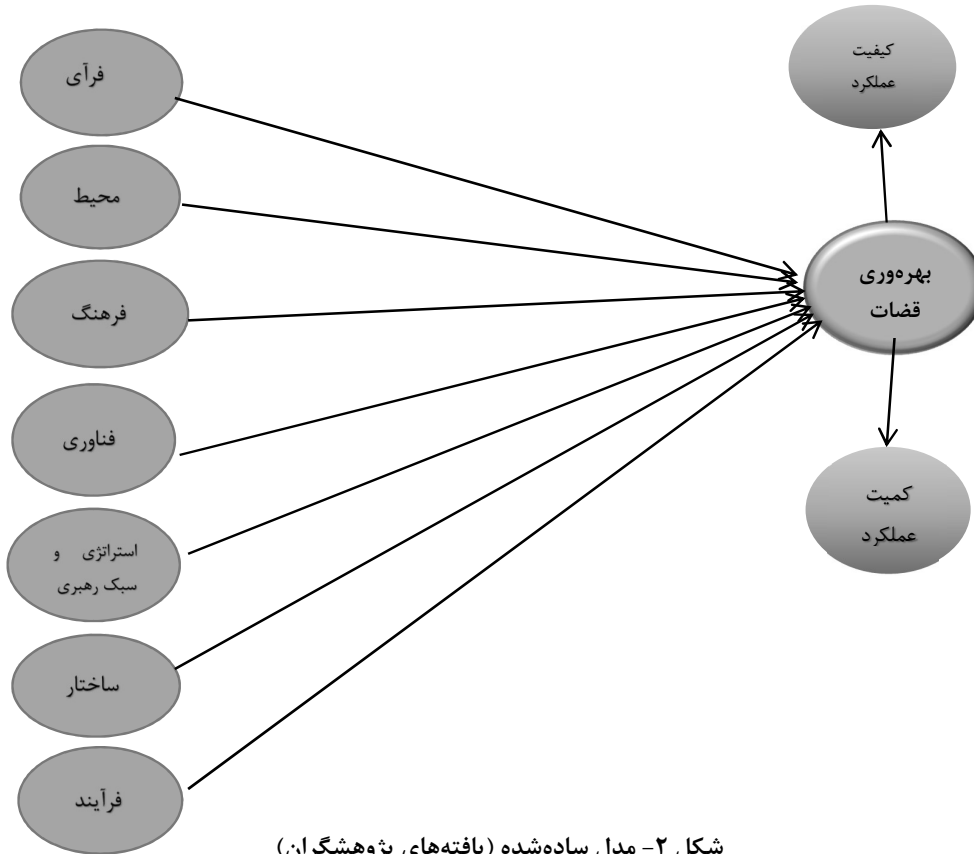 فرآی
محیط
فرهنگ
فناوری
استراتژی و
سبک رهبری
ساختار
فرآیند
کیفیت
عملکرد
بهره‌وری
قضات
کمیت
عملکرد
شکل ۲- مدل ساده‌شده (یافته‌های پژوهشگران)